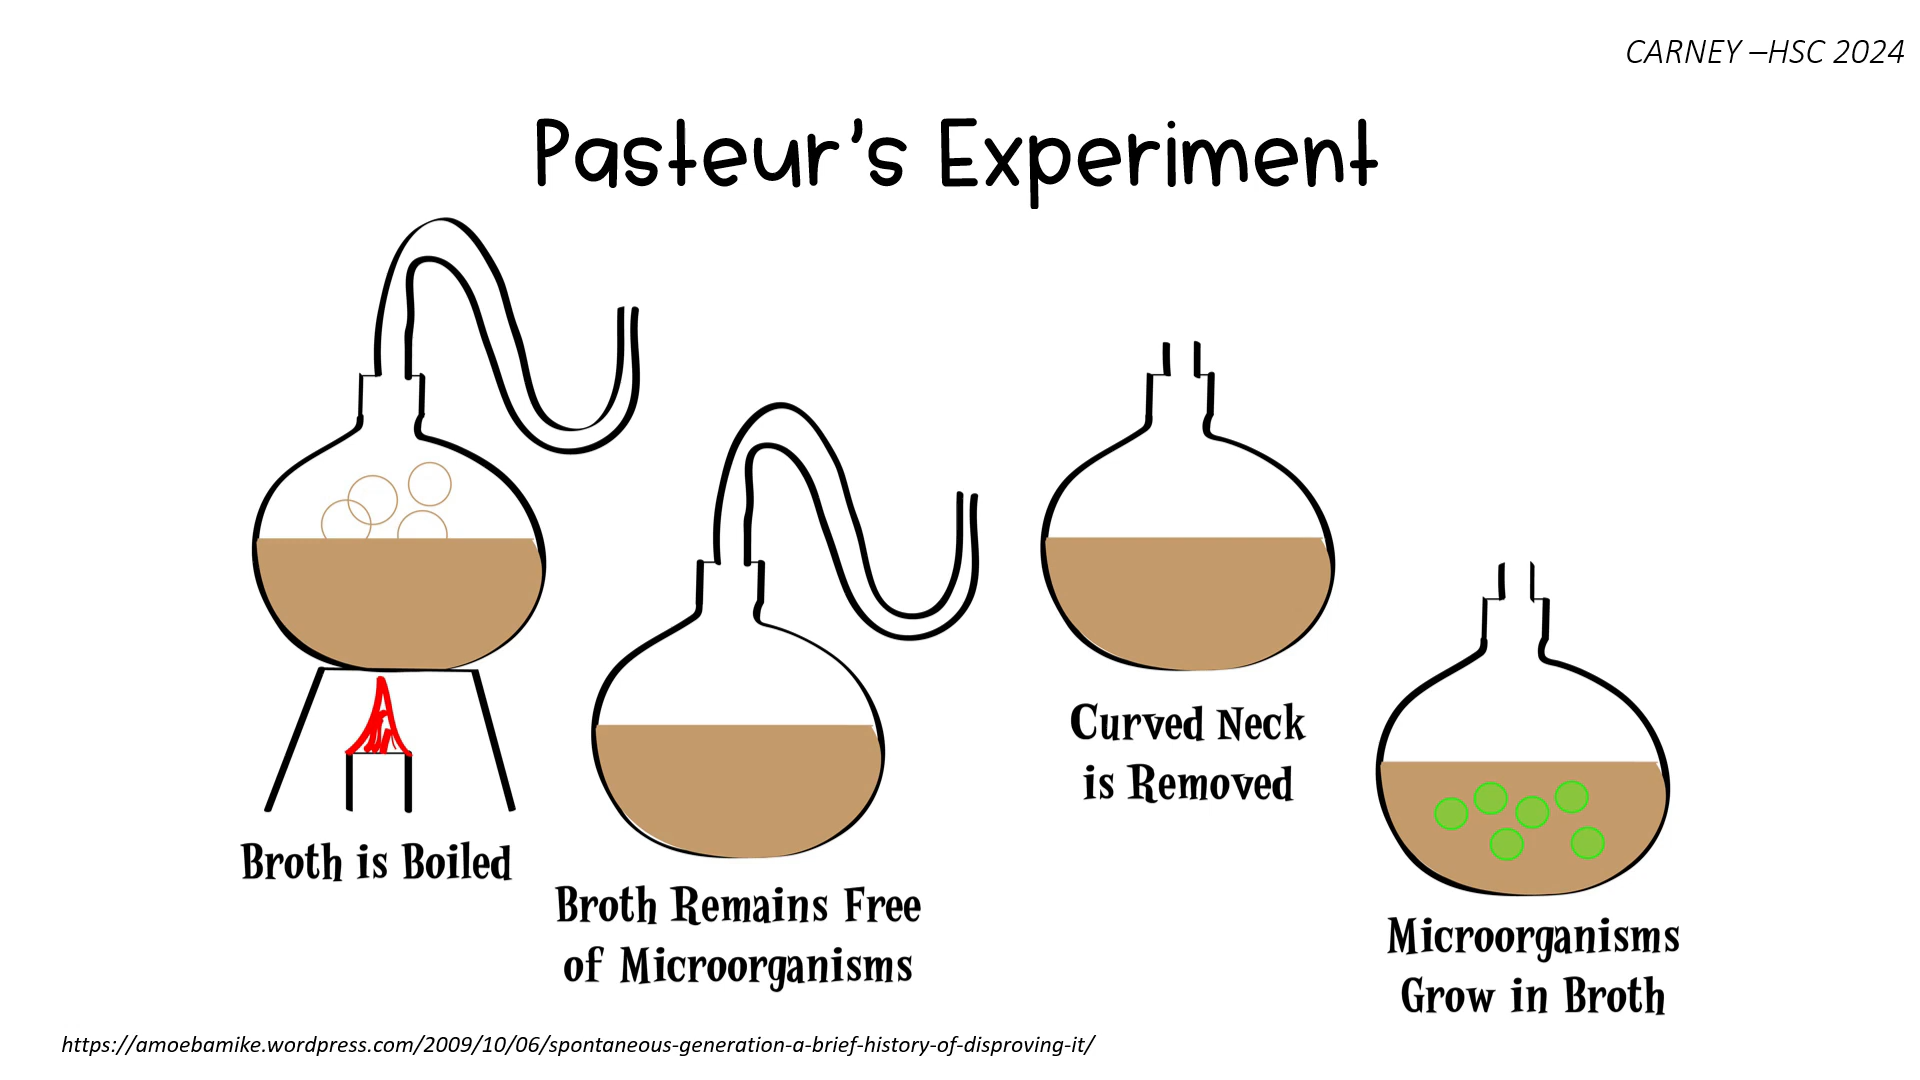 CARNEY –HSC 2024
Pasteur's Experiment
Broth is Boiled
Broth Remains Free
of Microorganisms
Curved Neck
is Removed
Microorganisms
Grow in Broth
https://amoebamike.wordpress.com/2009/10/06/spontaneous-generation-a-brief-history-of-disproving-it/